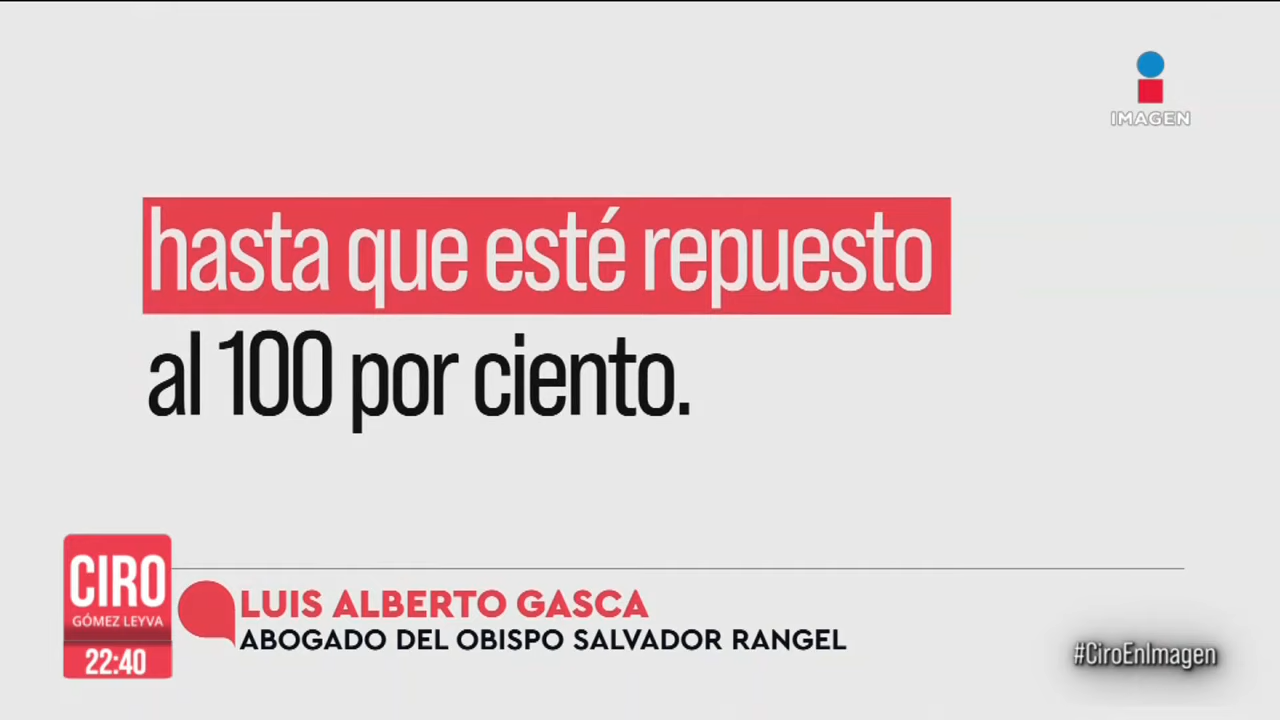 IMAGEN
hasta que esté repuesto
al 100 por ciento.
CIRO
GÓMEZ LEYVA
22:40
LUIS ALBERTO GASCA
ABOGADO DEL OBISPO SALVADOR RANGEL
#CiroEnImagen